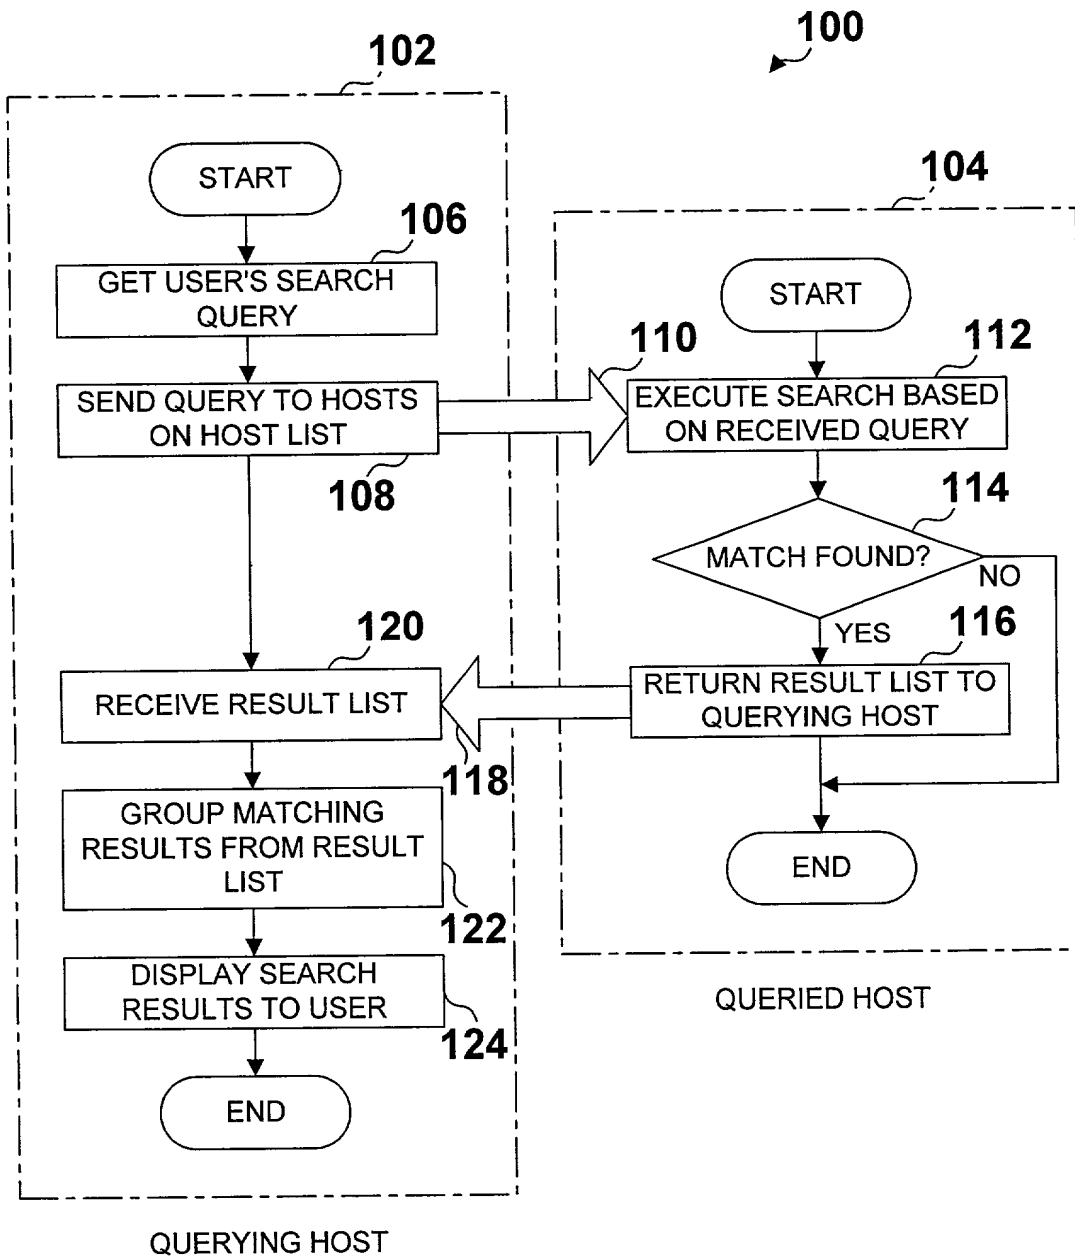 100
102
START
106
GET USER'S SEARCH
QUERY
SEND QUERY TO HOSTS
ON HOST LIST
108
120
RECEIVE RESULT LIST
118
GROUP MATCHING
RESULTS FROM RESULT
LIST
122
DISPLAY SEARCH
RESULTS TO USER
124
END
QUERYING HOST
104
START
110
112
EXECUTE SEARCH BASED
ON RECEIVED QUERY
114
MATCH FOUND?
NO
YES
116
RETURN RESULT LIST TO
QUERYING HOST
END
QUERIED HOST